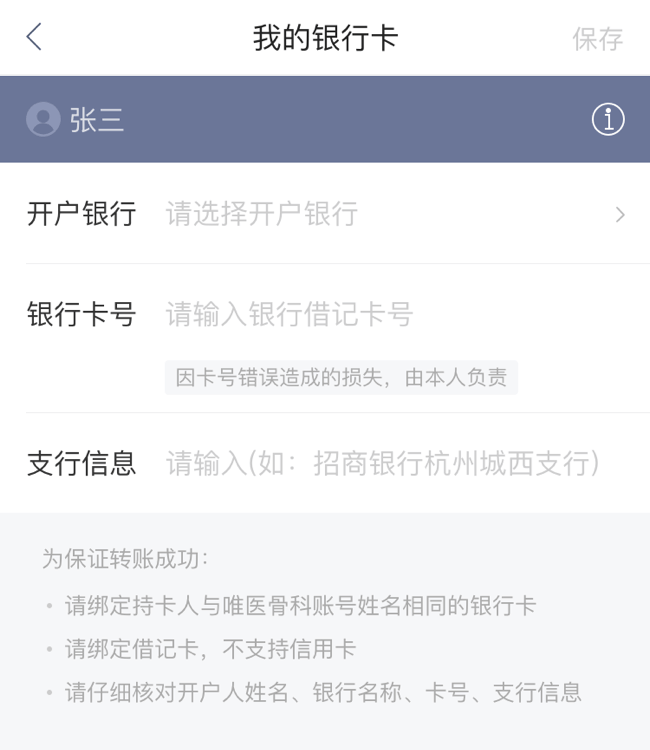 我的银行卡
保存
张三
开户银行 请选择开户银行
银行卡号 请输入银行借记卡号
因卡号错误造成的损失，由本人负责
支行信息 请输入(如：招商银行杭州城西支行)
为保证转账成功：
• 请绑定持卡人与唯医骨科账号姓名相同的银行卡
• 请绑定借记卡，不支持信用卡
• 请仔细核对开户人姓名、银行名称、卡号、支行信息